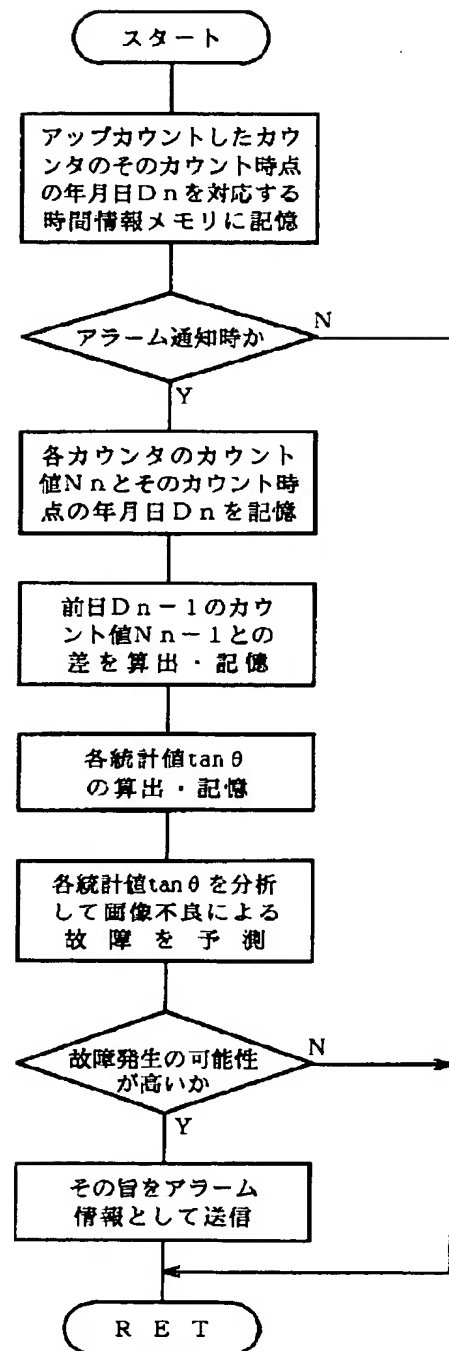 スタート
アップカウントしたカウ
ンタのそのカウント時点
の年月日Dnを対応する
時間情報メモリに記憶
アラーム通知時か
N
Y
各カウンタのカウント
値Nnとそのカウント時
点の年月日Dnを記憶
前日Dn-1のカウ
ント値Nn-1との
差を算出・記憶
各統計値tanθ
の算出・記憶
各統計値tanθを分析
して画像不良による
故障を予測
故障発生の可能性
が高いか
N
Y
その旨をアラーム
情報として送信
RET